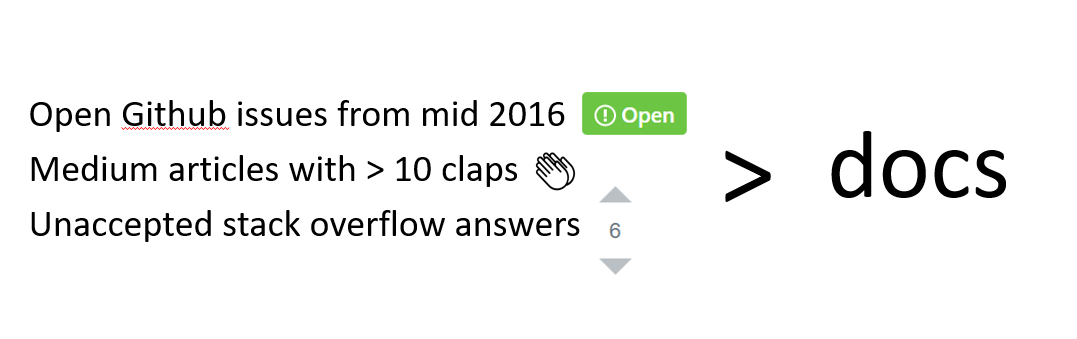 Open Github issues from mid 2016 Open
Medium articles with > 10 claps
Unaccepted stack overflow answers 6
> docs